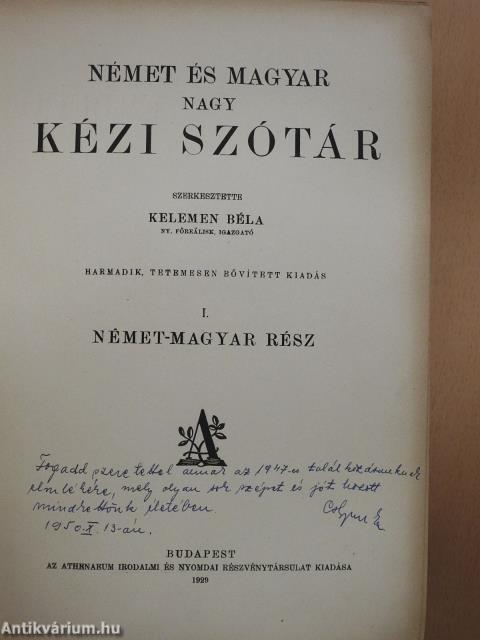 NÉMET ÉS MAGYAR
NAGY
KÉZI SZÓTÁR
SZERKESZTETTE
KELEMEN BÉLA
NY. FŐREÁLISK. IGAZGATÓ
HARMADIK, TETEMESEN BŐVÍTETT KIADÁS
I.
NÉMET-MAGYAR RÉSZ
A
Fogadd szeretettel annak az 1947-es találkozásunknak
emlékére, mely olyan sok szépet és jót hozott
mindkettőnk életében.
1950. X. 13-án.
BUDAPEST
AZ ATHENAEUM IRODALMI ÉS NYOMDAI RÉSZVÉNYTÁRSULAT KIADÁSA
1929
Antikvárium.hu